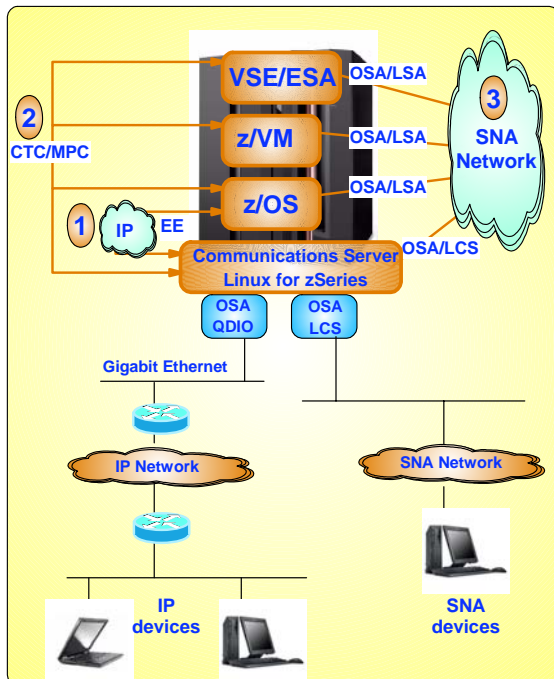 VSE/ESA
OSA/LSA
3
2
z/VM
OSA/LSA
SNA
Network
CTC/MPC
OSA/LSA
1
IP
EE
z/OS
Communications Server
Linux for zSeries
OSA/LCS
OSA
QDIO
OSA
LCS
Gigabit Ethernet
IP Network
SNA Network
IP
devices
SNA
devices